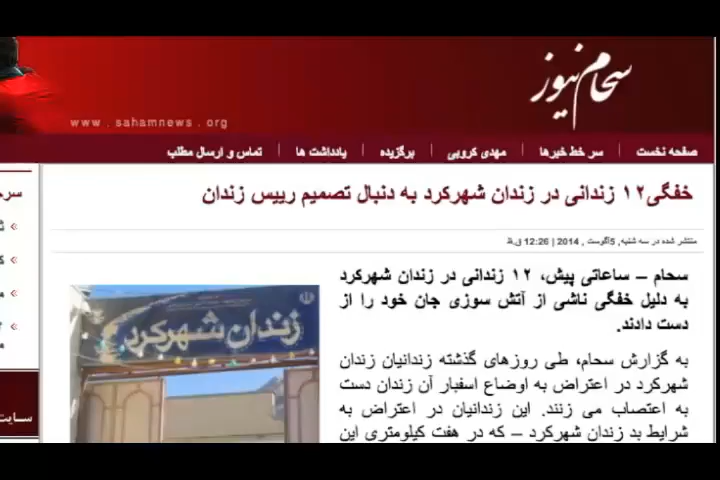 سحام نیوز
www.sahamnews.org
صفحه نخست
سر خط خبرها
مهدی کروبی
برگزیده
یادداشت ها
تماس و ارسال مطلب
خفگی۱۲ زندانی در زندان شهرکرد به دنبال تصمیم رییس زندان
منتشر شده در سه شنبه, 5آگوست , 2014 | 12:26 ق.ظ
سحام – ساعاتی پیش، ۱۲ زندانی در زندان شهرکرد
به دلیل خفگی ناشی از آتش سوزی جان خود را از
دست دادند.
به گزارش سحام، طی روزهای گذشته زندانیان زندان
شهرکرد در اعتراض به اوضاع اسفبار آن زندان دست
به اعتصاب می زنند. این زندانیان در اعتراض به
شرایط بد زندان شهرکرد – که در هفت کیلومتری این
زندان شهرکرد